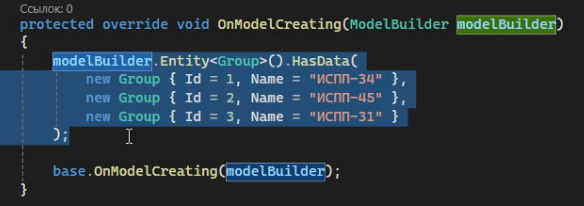 Ссылок: 0
protected override void OnModelCreating(ModelBuilder modelBuilder)
{
modelBuilder.Entity<Group>().HasData(
new Group { Id = 1, Name = "ИСПП-34" },
new Group { Id = 2, Name = "ИСПП-45" },
new Group { Id = 3, Name = "ИСПП-31" }
);
base.OnModelCreating(modelBuilder);
}